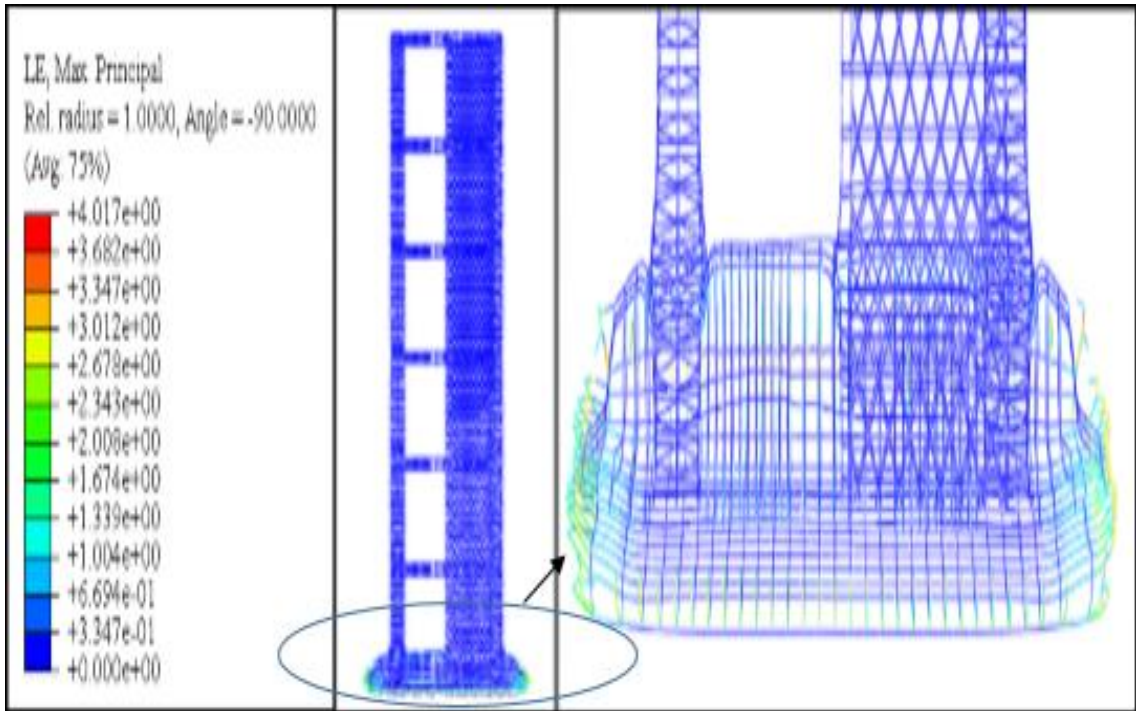 LE, Max. Principal
Rel. radius = 1.0000, Angle = -90.0000
(Avg: 75%)
+4.017e+00
+3.682e+00
+3.347e+00
+3.012e+00
+2.678e+00
+2.343e+00
+2.008e+00
+1.674e+00
+1.339e+00
+1.004e+00
+6.694e-01
+3.347e-01
+0.000e+00